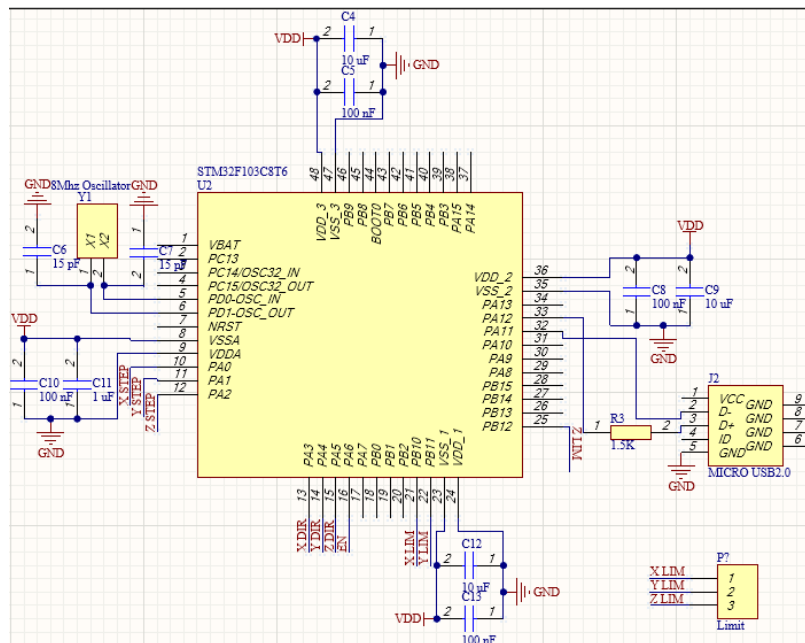 C4
VDD
2
1
10 uF
GND
C5
2
1
100 nF
STM32F103C8T6
U2
48
47
46
45
44
43
42
41
40
39
38
37
VDD_3
VSS_3
PB9
PB8
BOOT0
PB7
PB6
PB5
PB4
PB3
PA15
PA14
GND
8Mhz Oscillator
GND
Y1
X1
X2
C6
15 pF
2
1
1
2
C7
15 pF
1
2
1
2
1 VBAT
2 PC13
3 PC14/OSC32_IN
4 PC15/OSC32_OUT
5 PD0-OSC_IN
6 PD1-OSC_OUT
7 NRST
8 VSSA
9 VDDA
10 PA0
11 PA1
12 PA2
VDD
2
2
C10
100 nF
C11
1 uF
1
1
GND
X STEP
Y STEP
Z STEP
VDD_2 36
VSS_2 35
PA13 34
PA12 33
PA11 32
PA10 31
PA9 30
PA8 29
PB15 28
PB14 27
PB13 26
PB12 25
VDD
2
2
C8
100 nF
C9
10 uF
1
1
GND
Z LIM
1
R3
2
1.5K
J2
1 VCC
2 D-
3 D+
4 ID
5 GND
GND 9
GND 8
GND 7
GND 6
MICRO USB2.0
GND
PA3
PA4
PA5
PA6
PA7
PB0
PB1
PB2
PB10
PB11
VSS_1
VDD_1
13
14
15
16
17
18
19
20
21
22
23
24
X DIR
Y DIR
Z DIR
EN
X LIM
Y LIM
C12
2
1
10 uF
GND
C13
VDD
2
1
100 nF
P?
X LIM 1
Y LIM 2
Z LIM 3
Limit